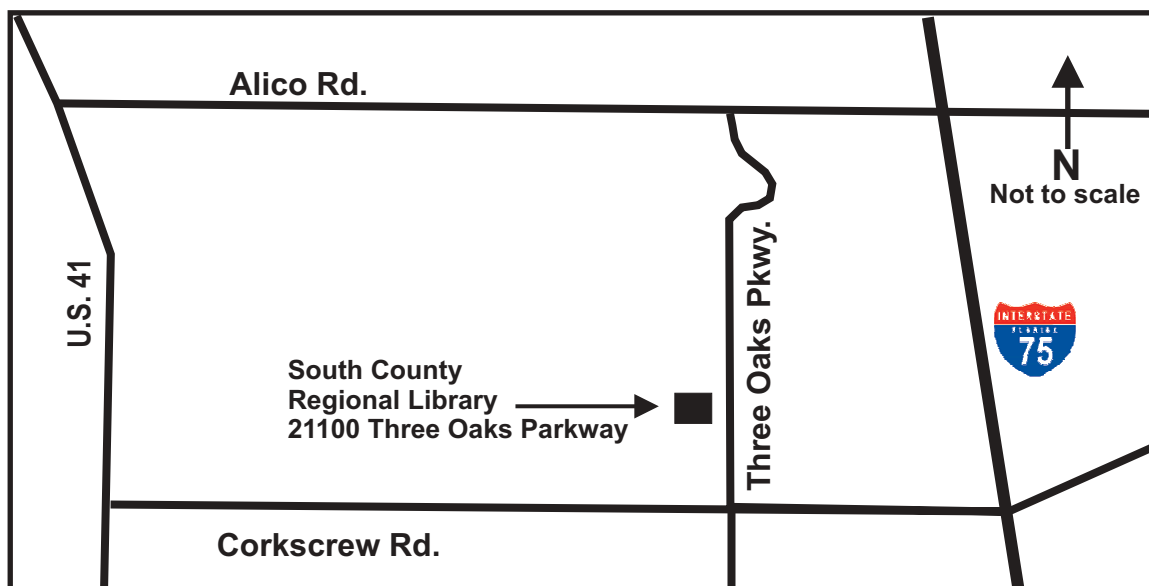 Alico Rd.
N
Not to scale
U.S. 41
Three Oaks Pkwy.
INTERSTATE
FLORIDA
75
South County
Regional Library
21100 Three Oaks Parkway
Corkscrew Rd.